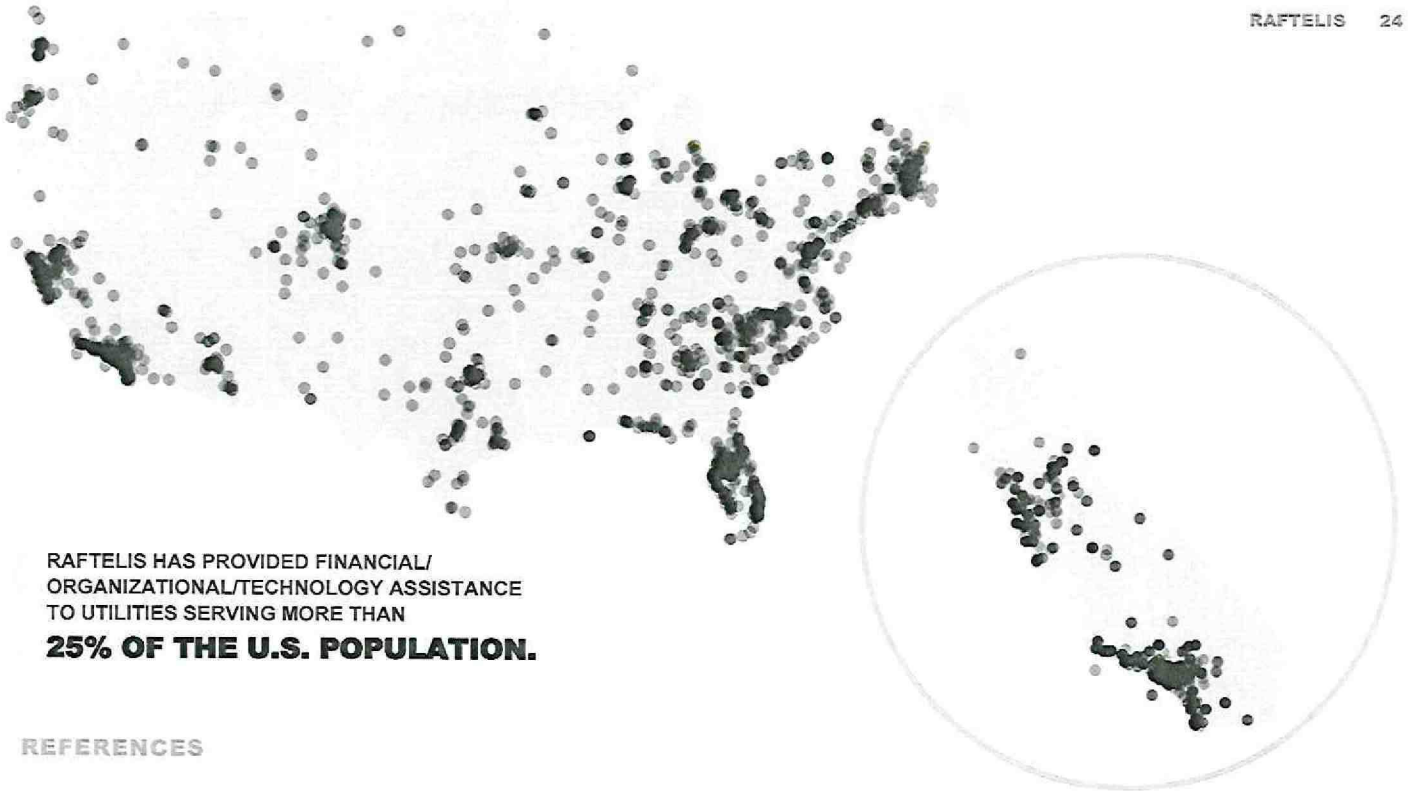 RAFTELIS 24
RAFTELIS HAS PROVIDED FINANCIAL/
ORGANIZATIONAL/TECHNOLOGY ASSISTANCE
TO UTILITIES SERVING MORE THAN
25% OF THE U.S. POPULATION.
REFERENCES